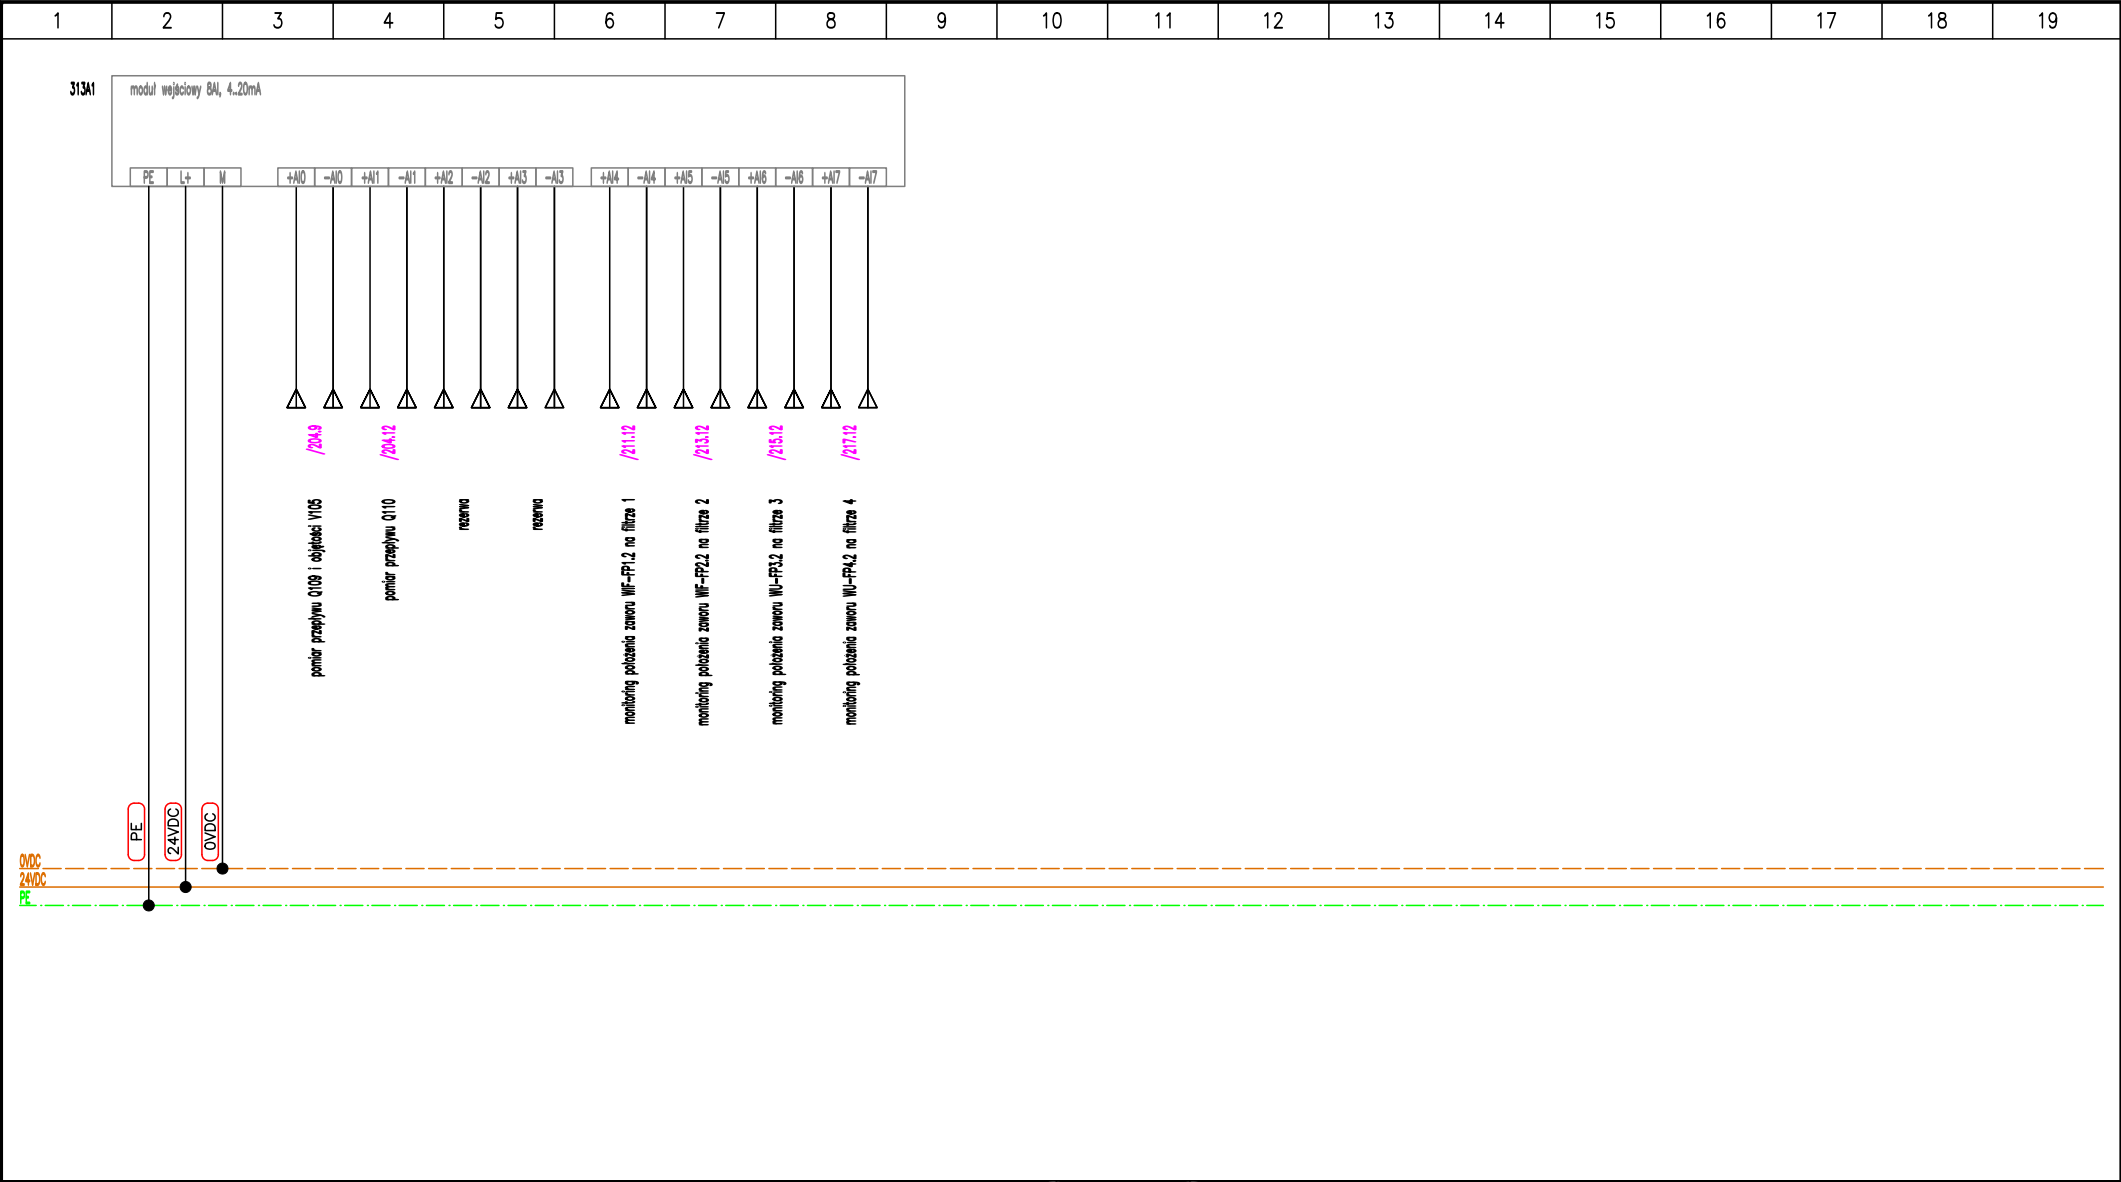 1 2 3 4 5 6 7 8 9 10 11 12 13 14 15 16 17 18 19
313A1
moduł wejściowy 8AI, 4..20mA
PE L+ M +AI0 -AI0 +AI1 -AI1 +AI2 -AI2 +AI3 -AI3 +AI4 -AI4 +AI5 -AI5 +AI6 -AI6 +AI7 -AI7
/204.9
/204.12
/211.12
/213.12
/215.12
/217.12
pomiar przepływu Q109 i objętości V105
pomiar przepływu Q110
rezerwa
rezerwa
monitoring położenia zaworu WIF-FP1.2 na filtrze 1
monitoring położenia zaworu WIF-FP2.2 na filtrze 2
monitoring położenia zaworu WU-FP3.2 na filtrze 3
monitoring położenia zaworu WU-FP4.2 na filtrze 4
PE
24VDC
0VDC
0VDC
24VDC
PE